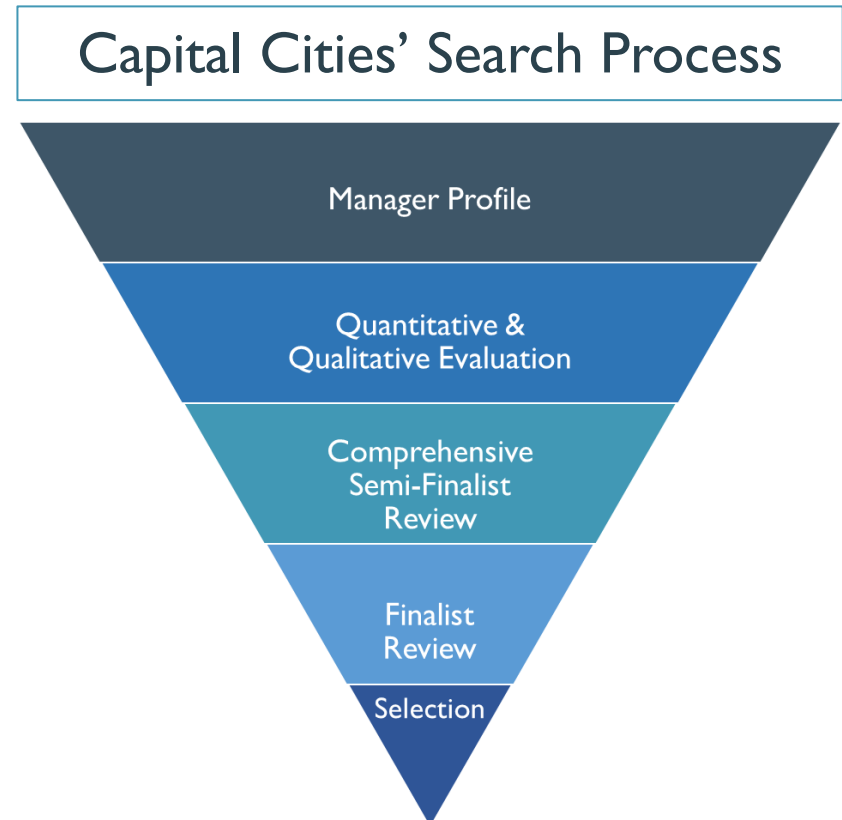 Capital Cities’ Search Process
Manager Profile
Quantitative &
Qualitative Evaluation
Comprehensive
Semi-Finalist
Review
Finalist
Review
Selection